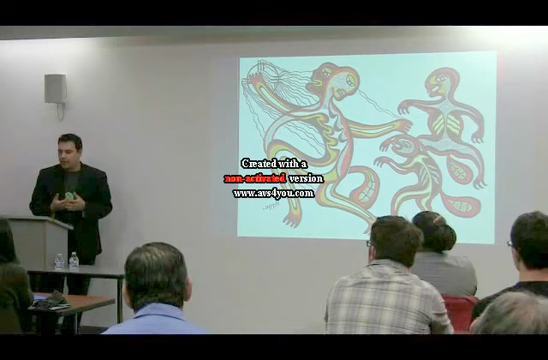 Created with a
non-activated version
www.avs4you.com